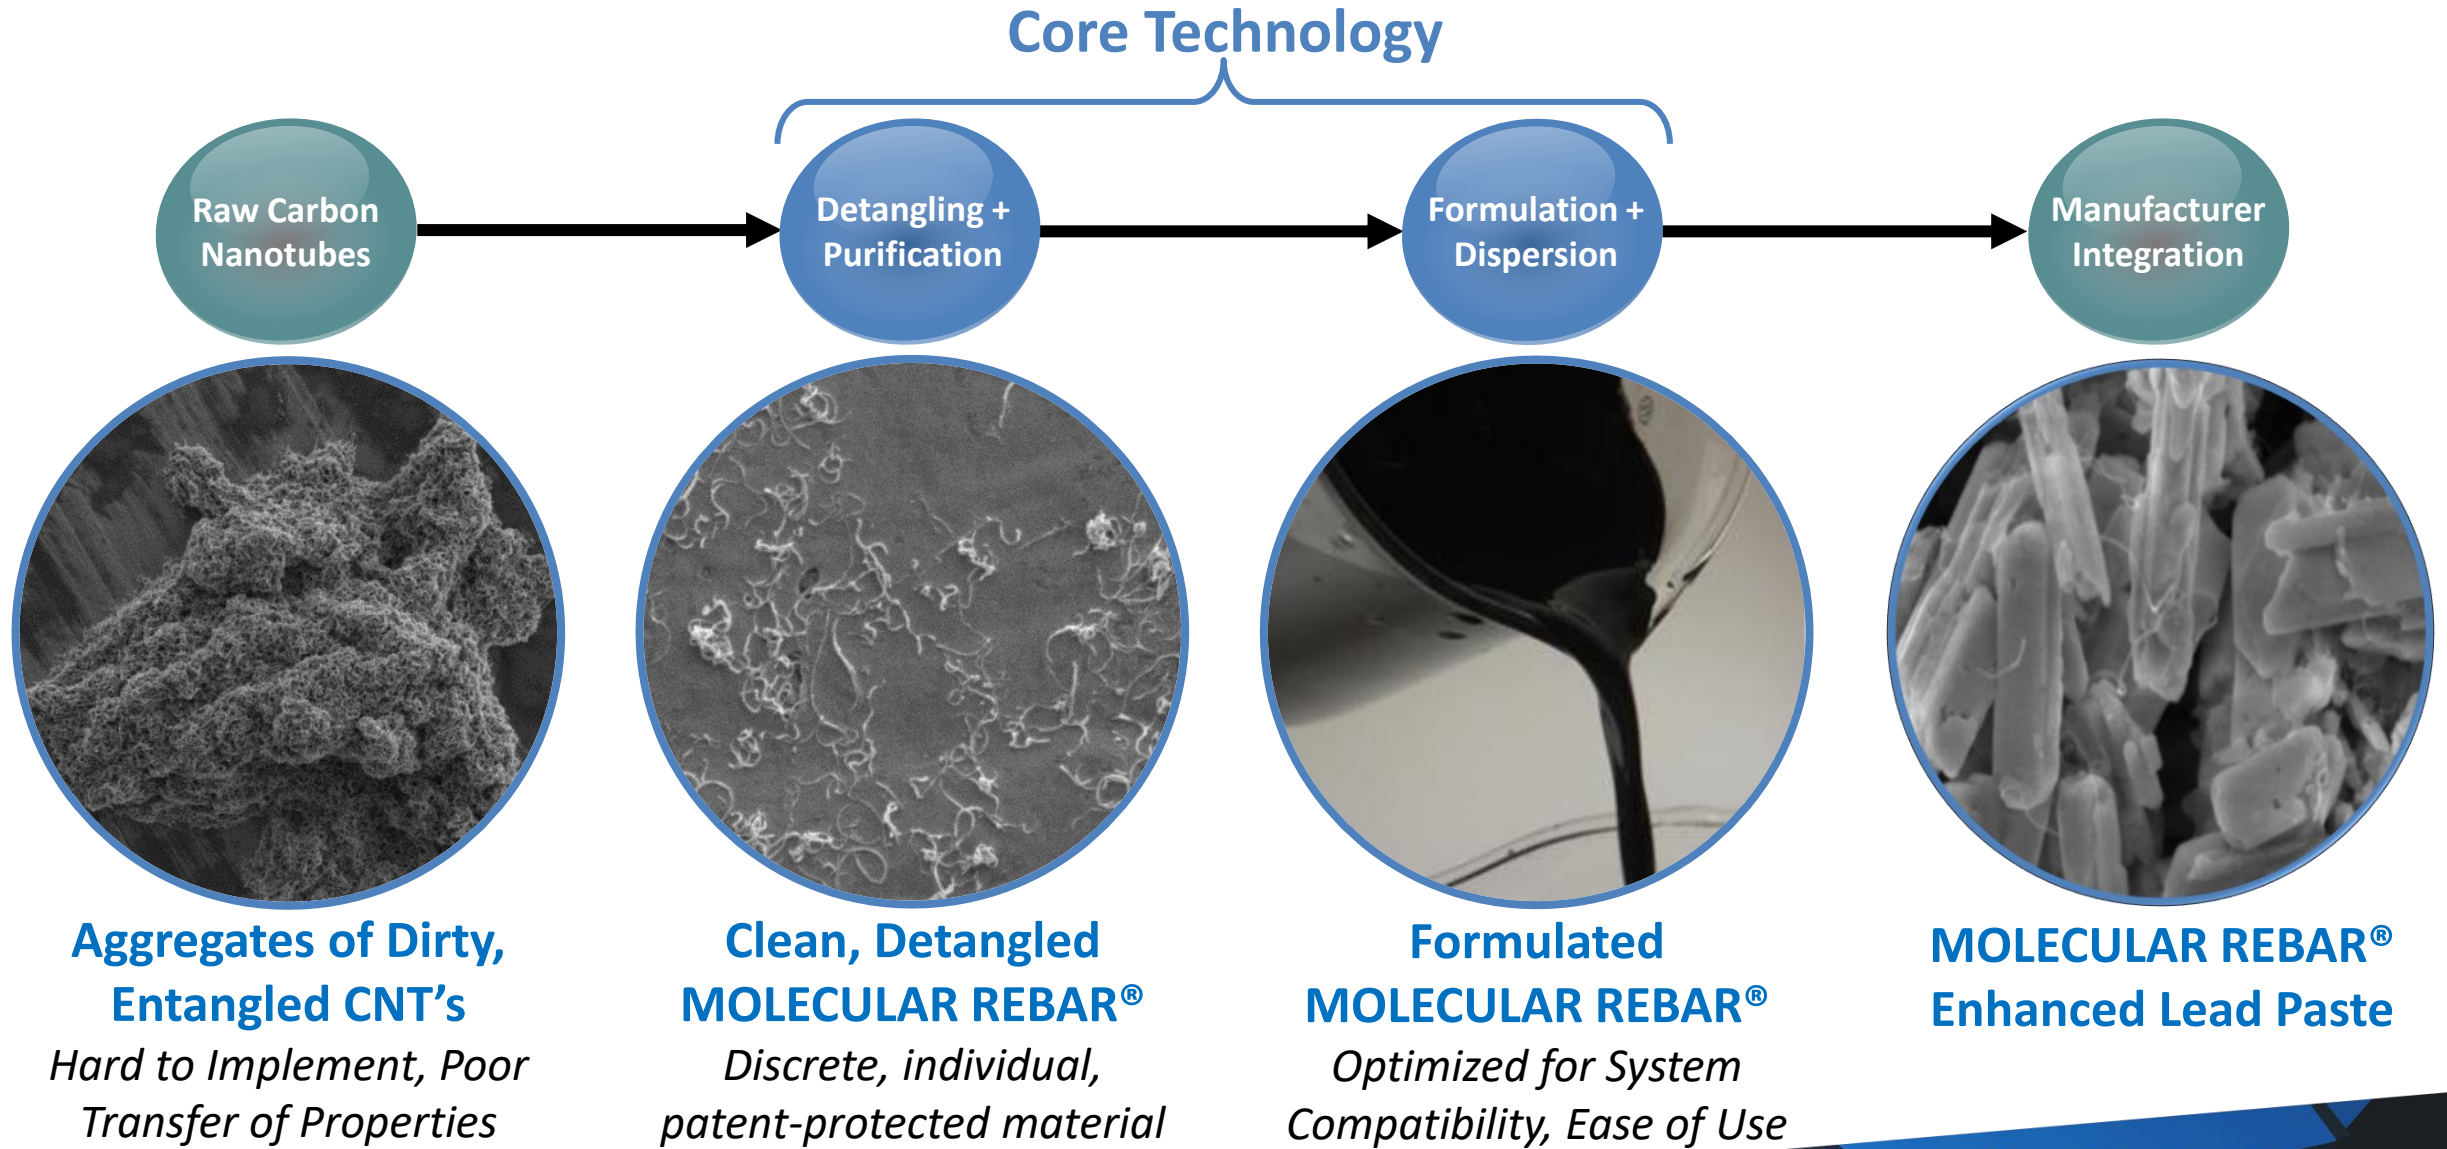 Core Technology
Raw Carbon
Nanotubes
Detangling +
Purification
Formulation +
Dispersion
Manufacturer
Integration
Aggregates of Dirty,
Entangled CNT’s
Hard to Implement, Poor
Transfer of Properties
Clean, Detangled
MOLECULAR REBAR®
Discrete, individual,
patent-protected material
Formulated
MOLECULAR REBAR®
Optimized for System
Compatibility, Ease of Use
MOLECULAR REBAR®
Enhanced Lead Paste